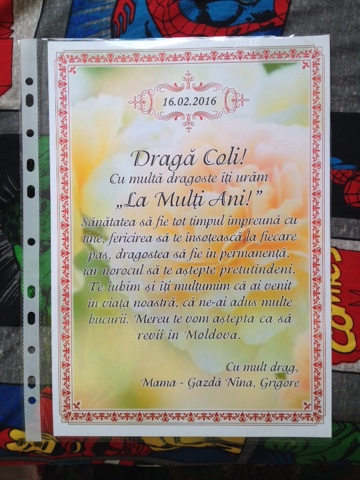 16.02.2016
Dragă Coli!
Cu multă dragoste îți urăm
„La Mulți Ani!”
Sănătatea să fie tot timpul împreună cu
tine, fericirea să te însoțească la fiecare
pas, dragostea să fie în permanență,
iar norocul să te aștepte pretutindeni.
Te iubim și iți mulțumim că ai venit
în viața noastră, că ne-ai adus multe
bucurii. Mereu te vom aștepta ca să
revii în Moldova.
Cu mult drag,
Mama - Gazdă Nina, Grigore